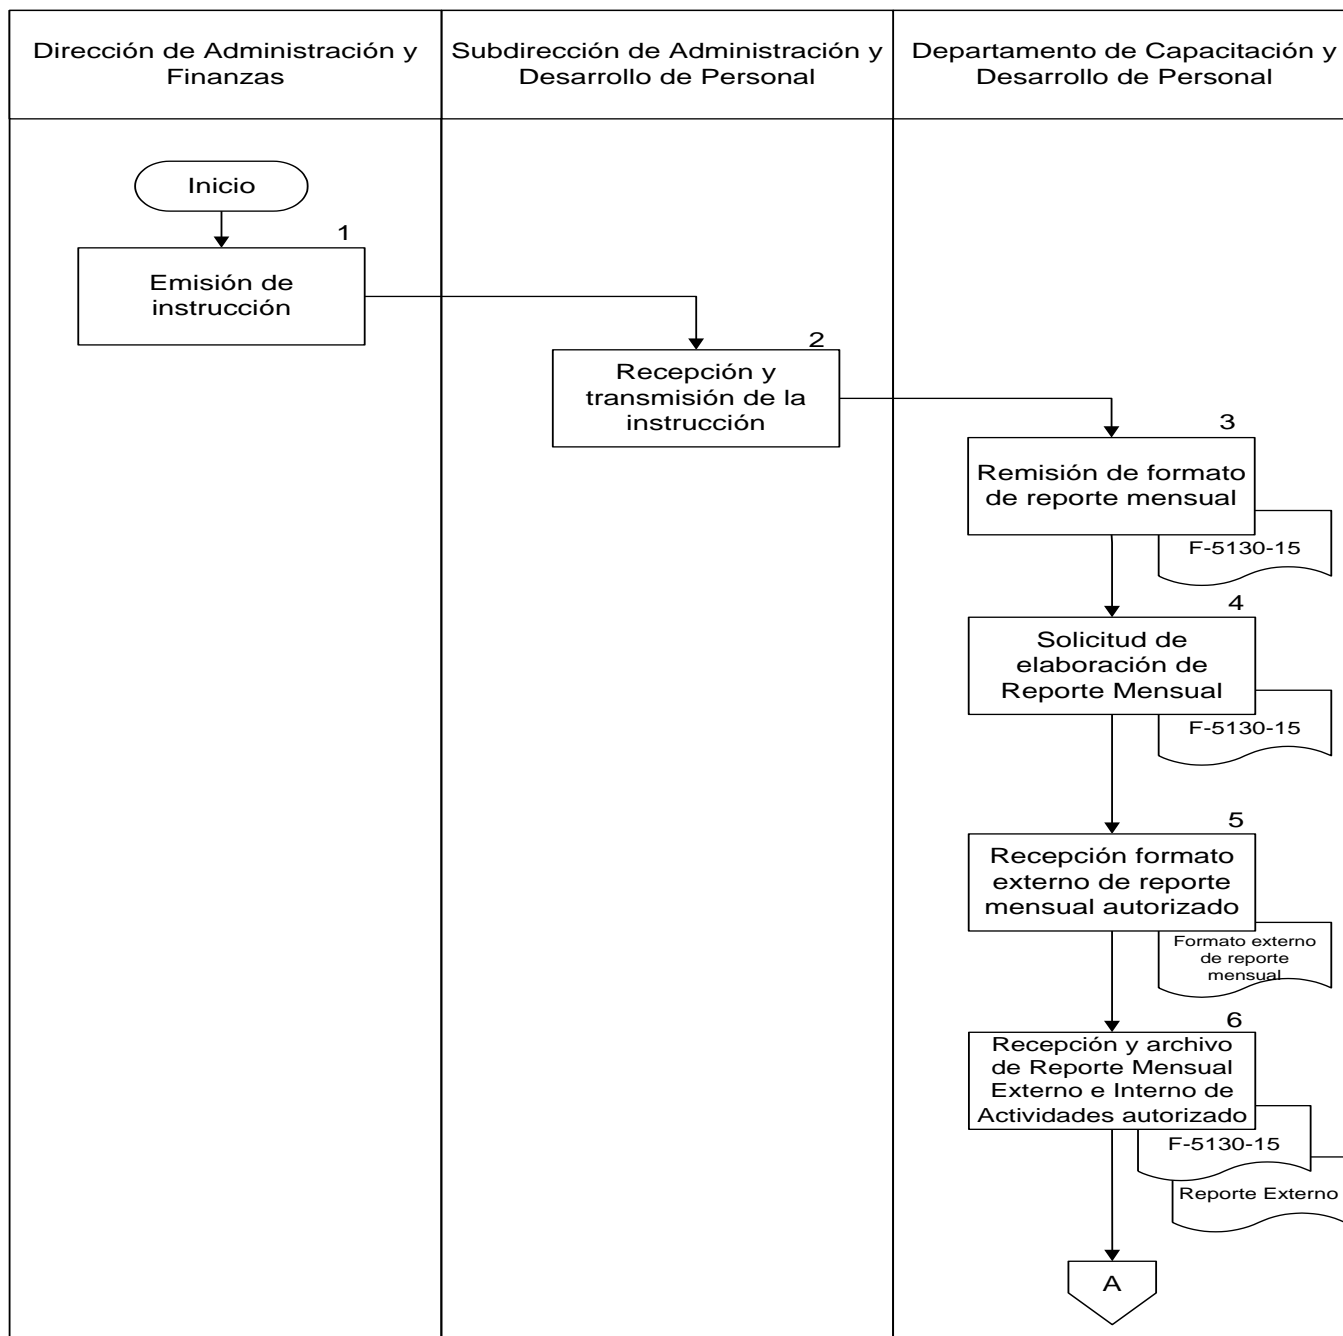 Dirección de Administración y
Finanzas
Subdirección de Administración y
Desarrollo de Personal
Departamento de Capacitación y
Desarrollo de Personal
Inicio
1
Emisión de
instrucción
2
Recepción y
transmisión de la
instrucción
3
Remisión de formato
de reporte mensual
F-5130-15
4
Solicitud de
elaboración de
Reporte Mensual
F-5130-15
5
Recepción formato
externo de reporte
mensual autorizado
Formato externo
de reporte
mensual
6
Recepción y archivo
de Reporte Mensual
Externo e Interno de
Actividades autorizado
F-5130-15
Reporte Externo
A